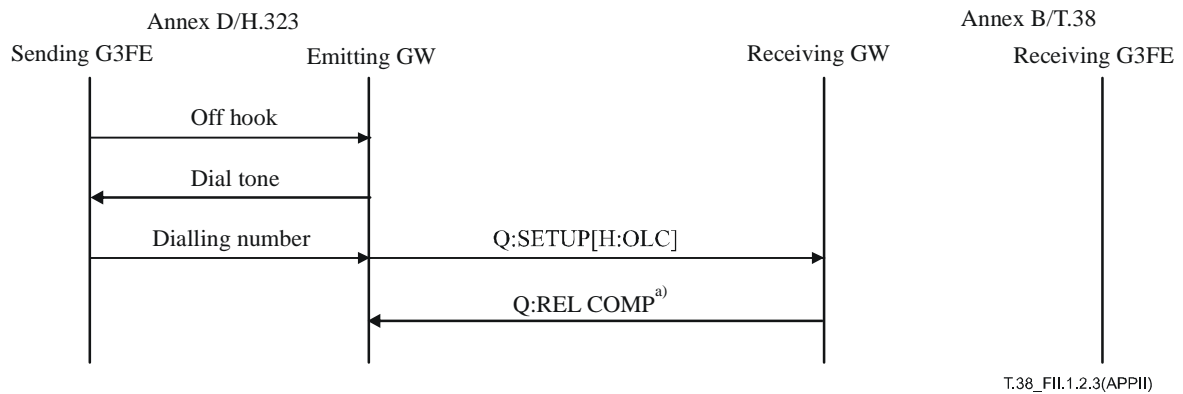 Annex D/H.323
Annex B/T.38
Sending G3FE
Emitting GW
Receiving GW
Receiving G3FE
Off hook
Dial tone
Dialling number
Q:SETUP[H:OLC]
Q:REL COMP a)
T.38_FII.1.2.3(APPII)